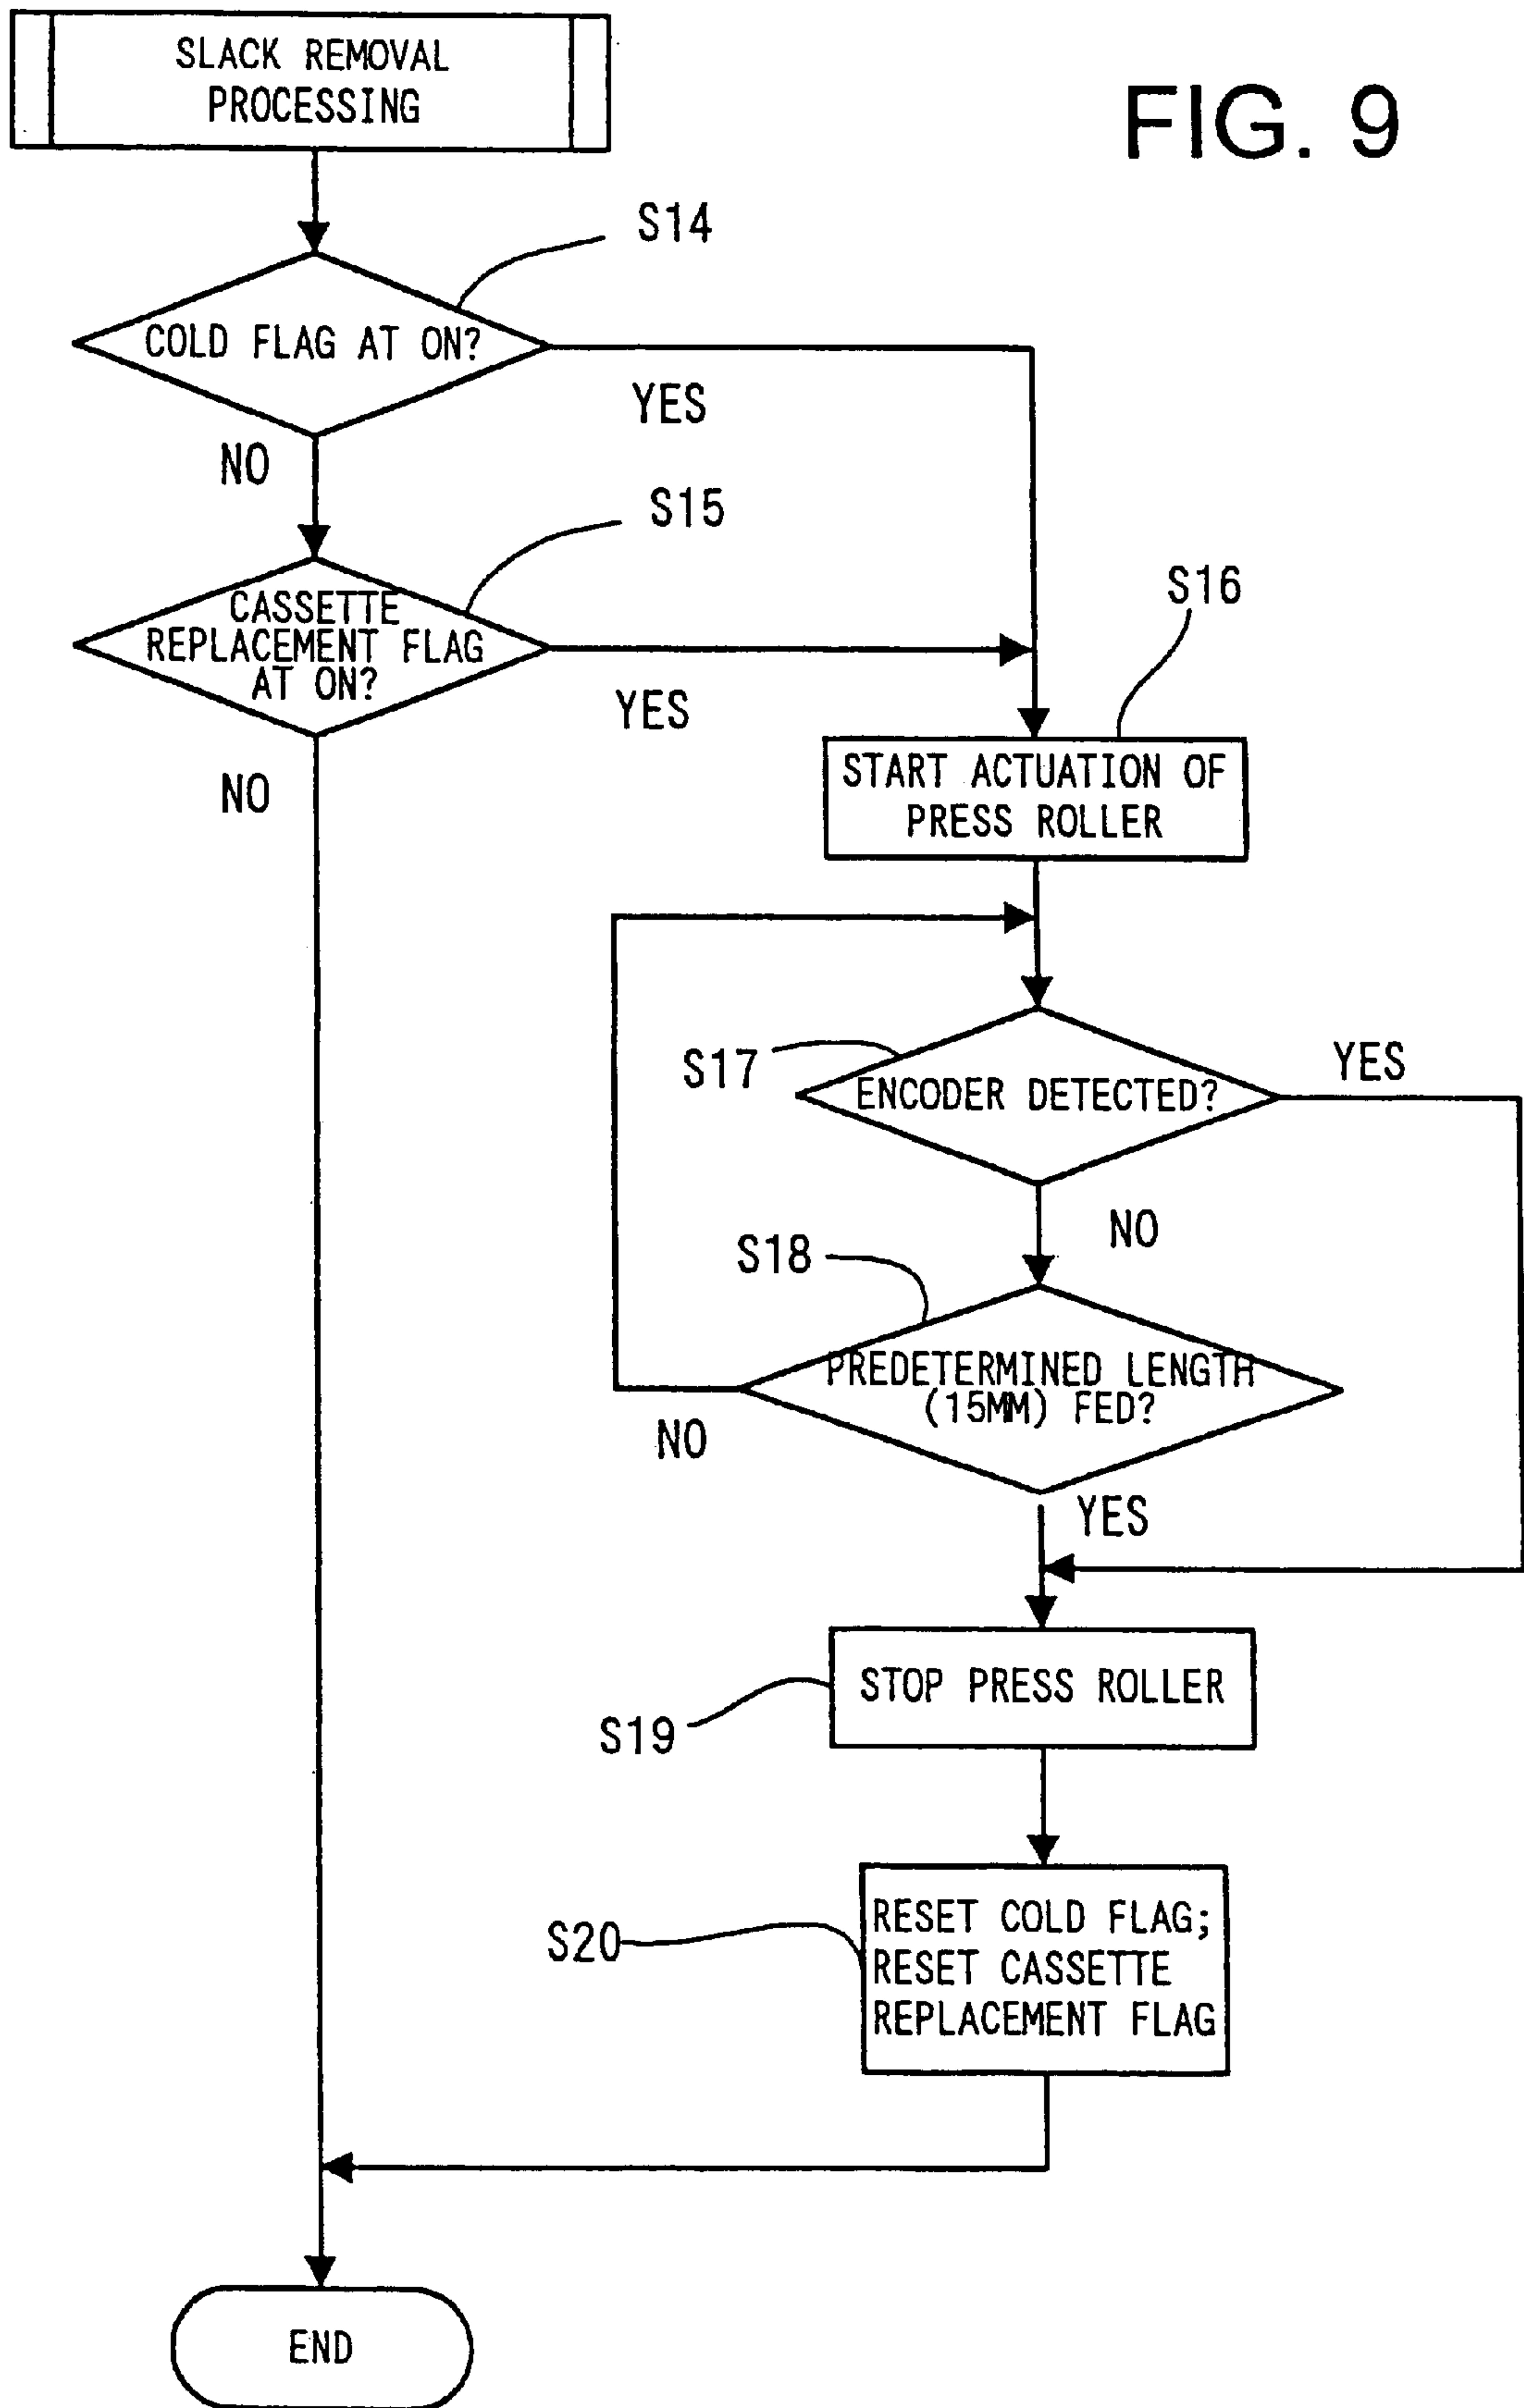 SLACK REMOVAL
PROCESSING
FIG. 9
S14
COLD FLAG AT ON?
YES
NO
S15
CASSETTE
REPLACEMENT FLAG
AT ON?
YES
NO
S16
START ACTUATION OF
PRESS ROLLER
S17
ENCODER DETECTED?
YES
NO
S18
PREDETERMINED LENGTH
(15MM) FED?
NO
YES
STOP PRESS ROLLER
S19
S20
RESET COLD FLAG;
RESET CASSETTE
REPLACEMENT FLAG
END